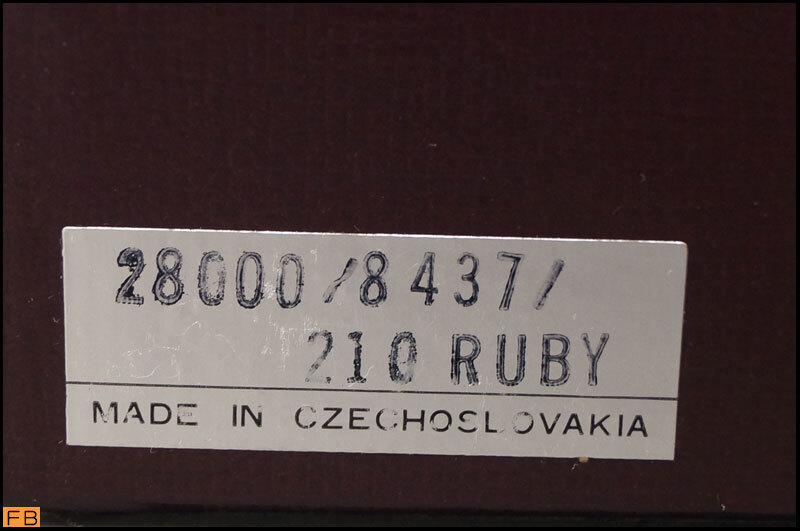 28000/8437/
210 RUBY
MADE IN CZECHOSLOVAKIA
FB